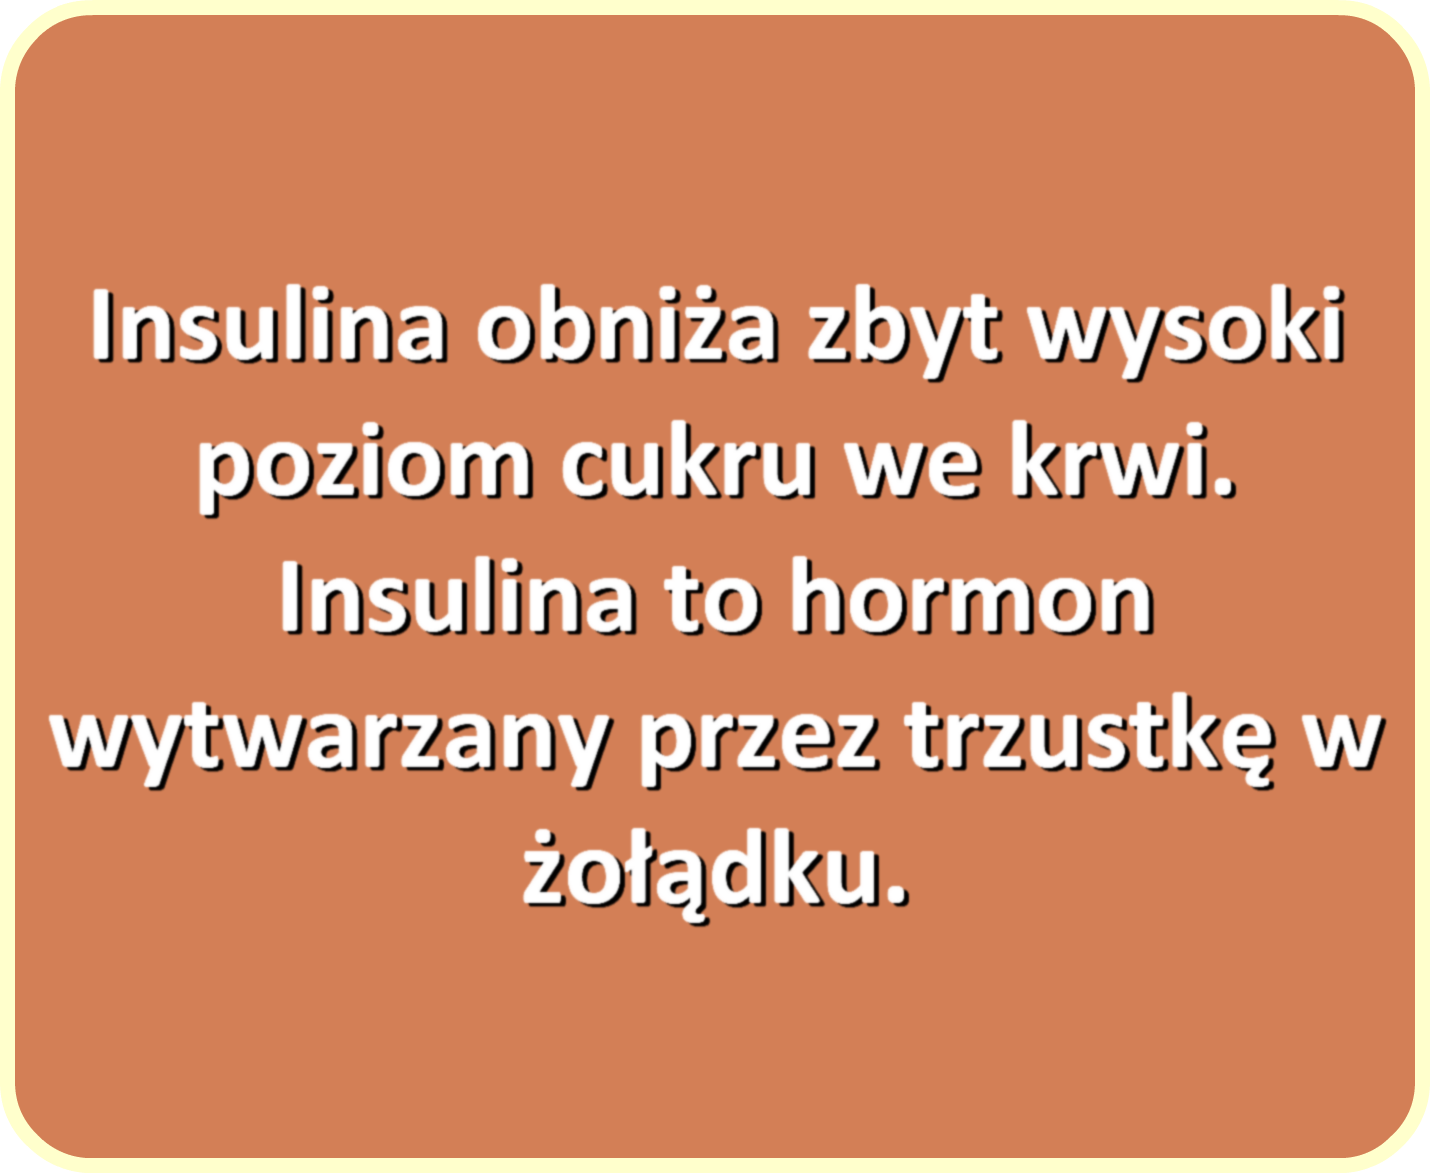 Insulina obniża zbyt wysoki
poziom cukru we krwi.
Insulina to hormon
wytwarzany przez trzustkę w
żołądku.